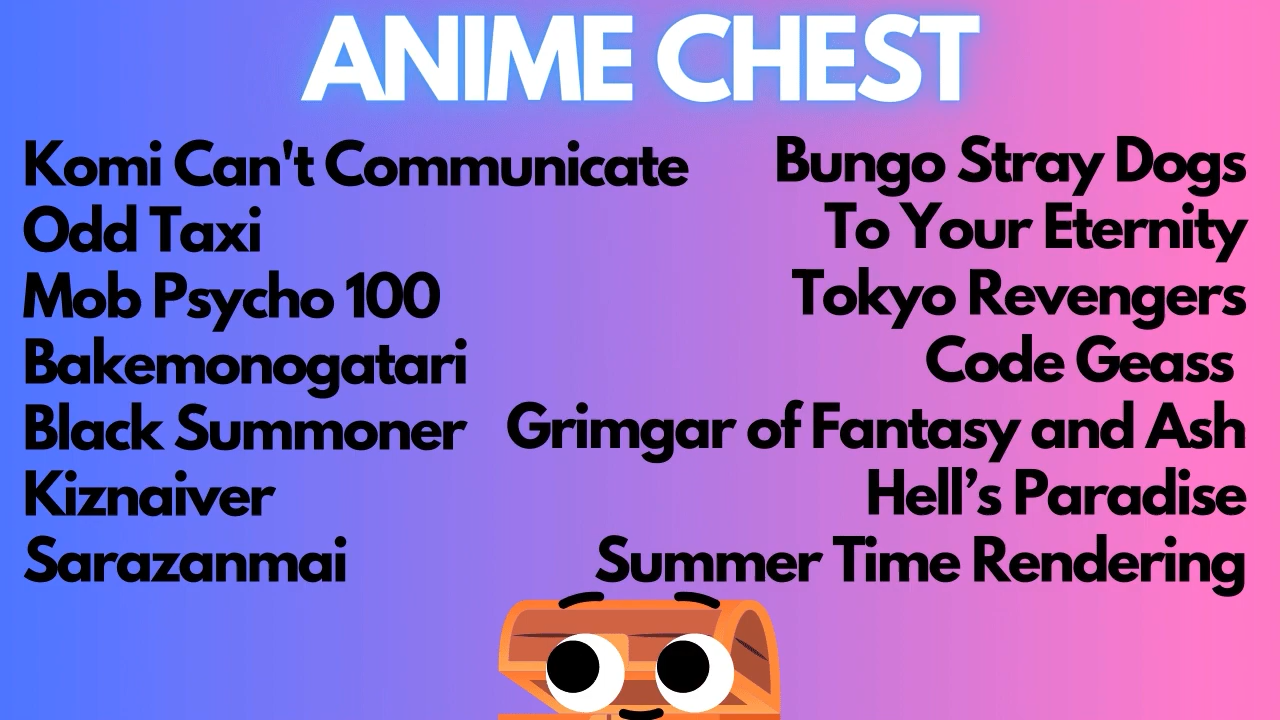 ANIME CHEST
Komi Can't Communicate
Odd Taxi
Mob Psycho 100
Bakemonogatari
Black Summoner
Kiznaiver
Sarazanmai
Bungo Stray Dogs
To Your Eternity
Tokyo Revengers
Code Geass
Grimgar of Fantasy and Ash
Hell’s Paradise
Summer Time Rendering